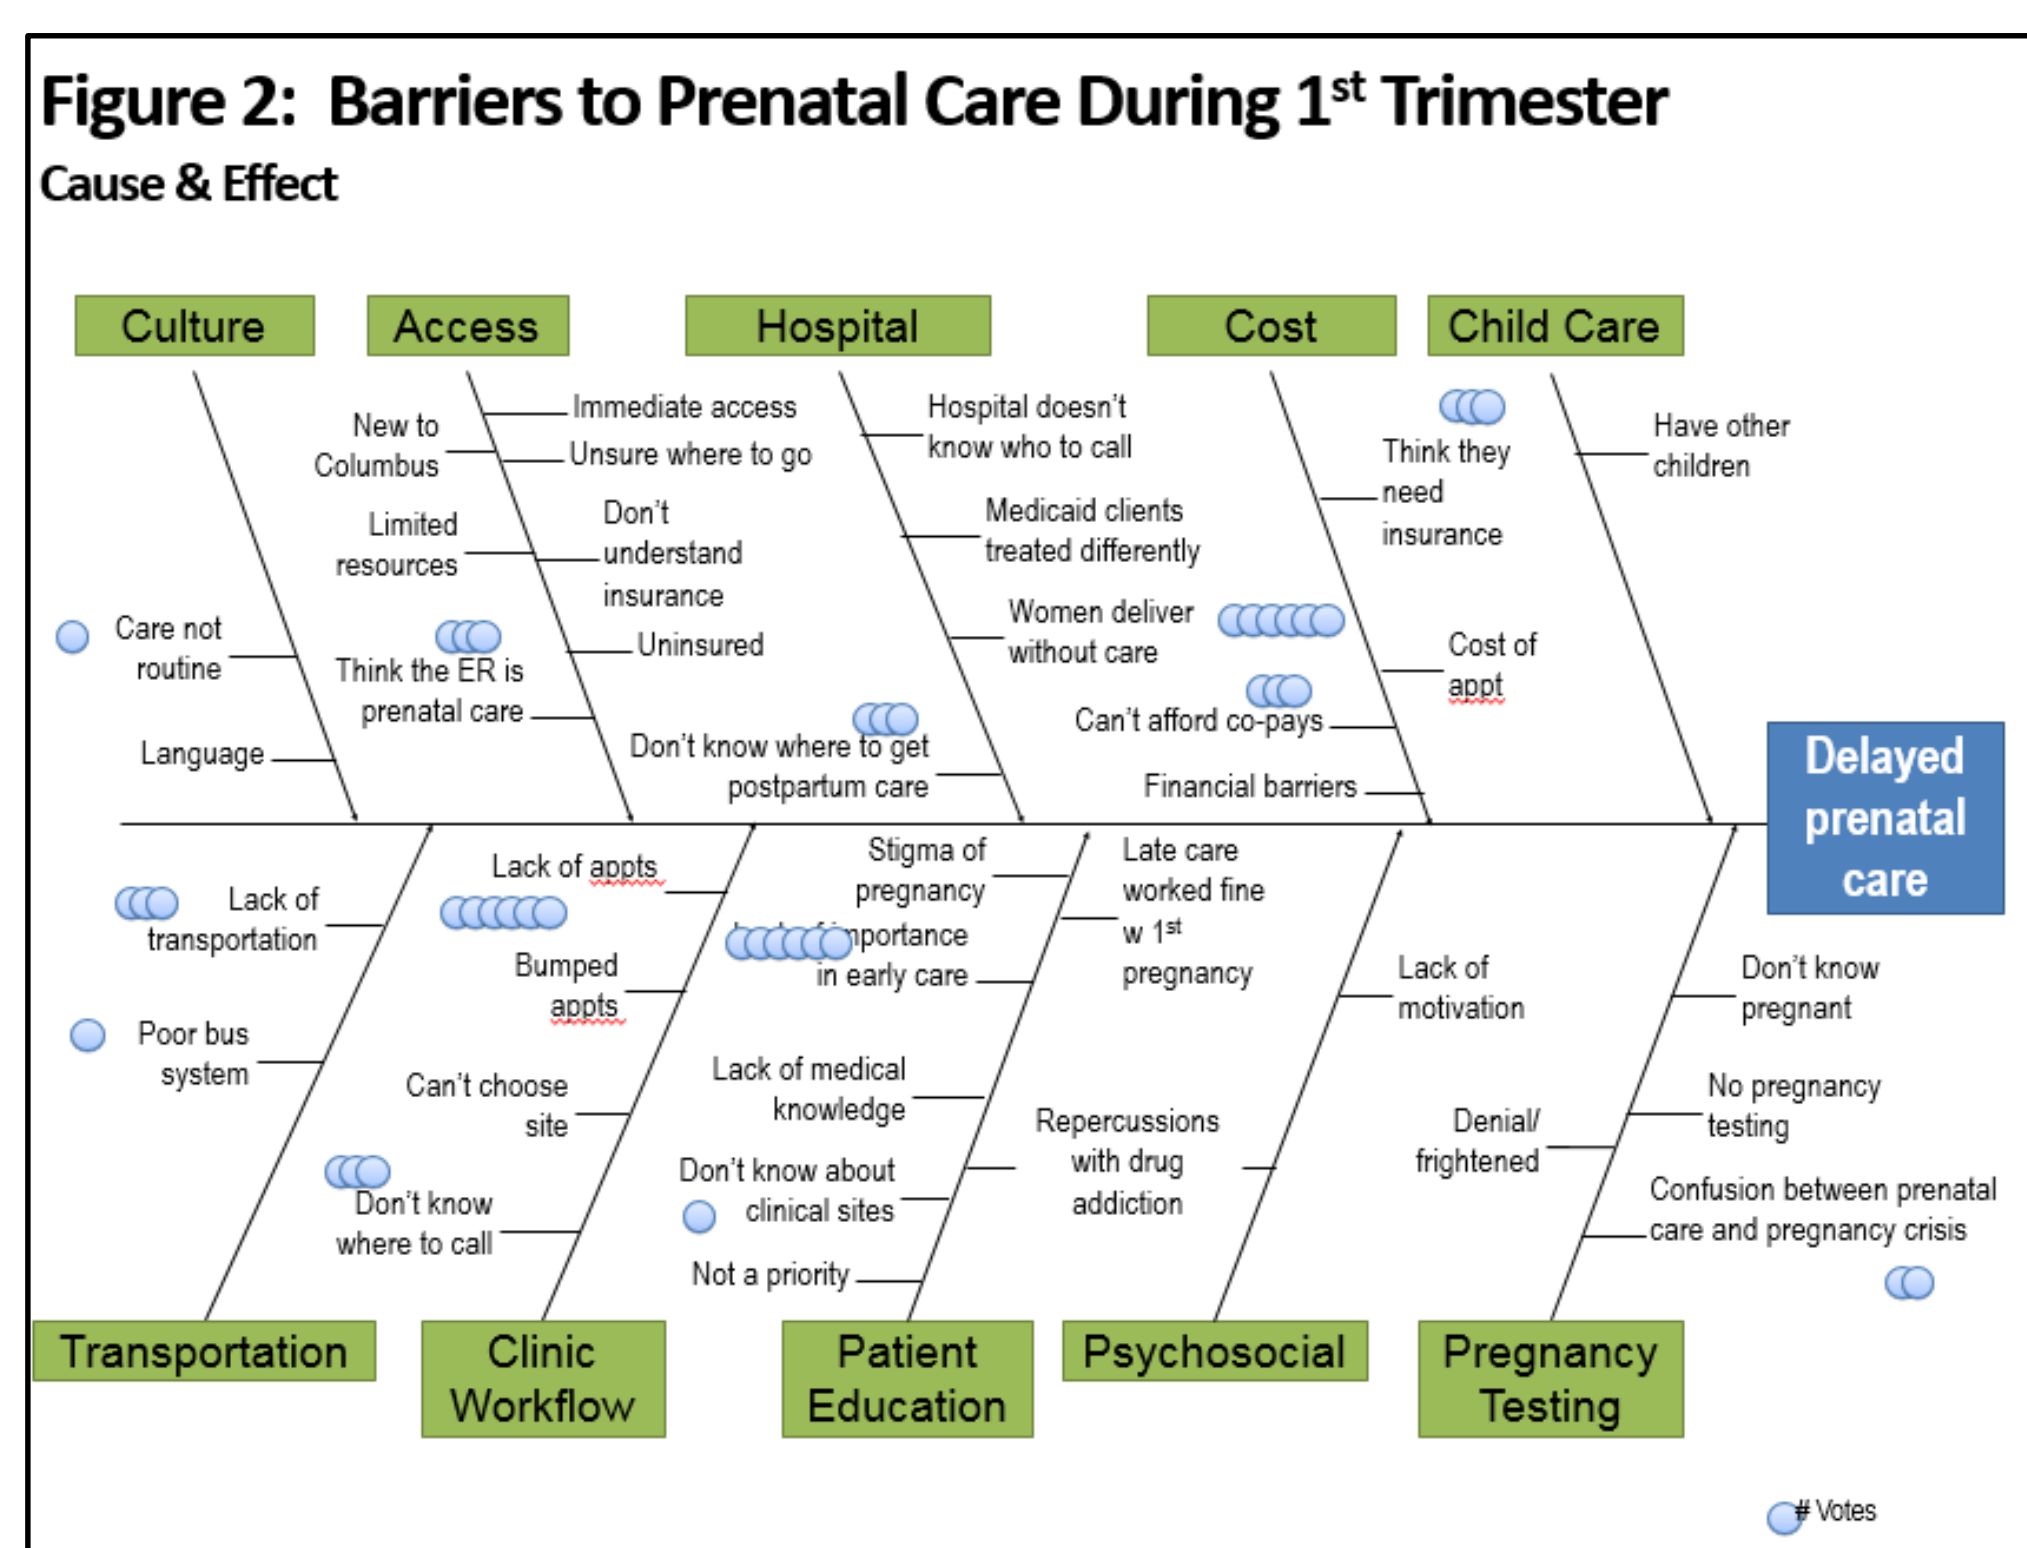 Figure 2: Barriers to Prenatal Care During 1st Trimester
Cause & Effect
Culture
Access
Hospital
Cost
Child Care
New to
Columbus
Limited
resources
Care not
routine
Language
Think the ER is
prenatal care
Immediate access
Unsure where to go
Don't
understand
insurance
Uninsured
Hospital doesn't
know who to call
Medicaid clients
treated differently
Women deliver
without care
Don't know where to get
postpartum care
Think they
need
insurance
Cost of
appt
Can't afford co-pays
Financial barriers
Have other
children
Delayed
prenatal
care
Lack of
transportation
Poor bus
system
Lack of appts
Bumped
appts
Can't choose
site
Don't know
where to call
Stigma of
pregnancy
importance
in early care
Lack of medical
knowledge
Don't know about
clinical sites
Not a priority
Late care
worked fine
w 1st
pregnancy
Repercussions
with drug
addiction
Lack of
motivation
Denial/
frightened
Don't know
pregnant
No pregnancy
testing
Confusion between prenatal
care and pregnancy crisis
Transportation
Clinic
Workflow
Patient
Education
Psychosocial
Pregnancy
Testing
# Votes